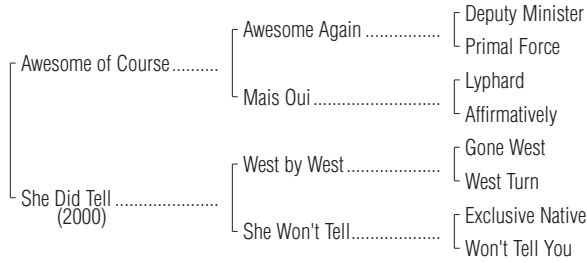 Deputy Minister
Awesome Again ................
Primal Force
Awesome of Course..........
Lyphard
Mais Oui ...........................
Affirmatively
Gone West
West by West....................
West Turn
She Did Tell ......................
(2000)
Exclusive Native
She Won't Tell...................
Won't Tell You